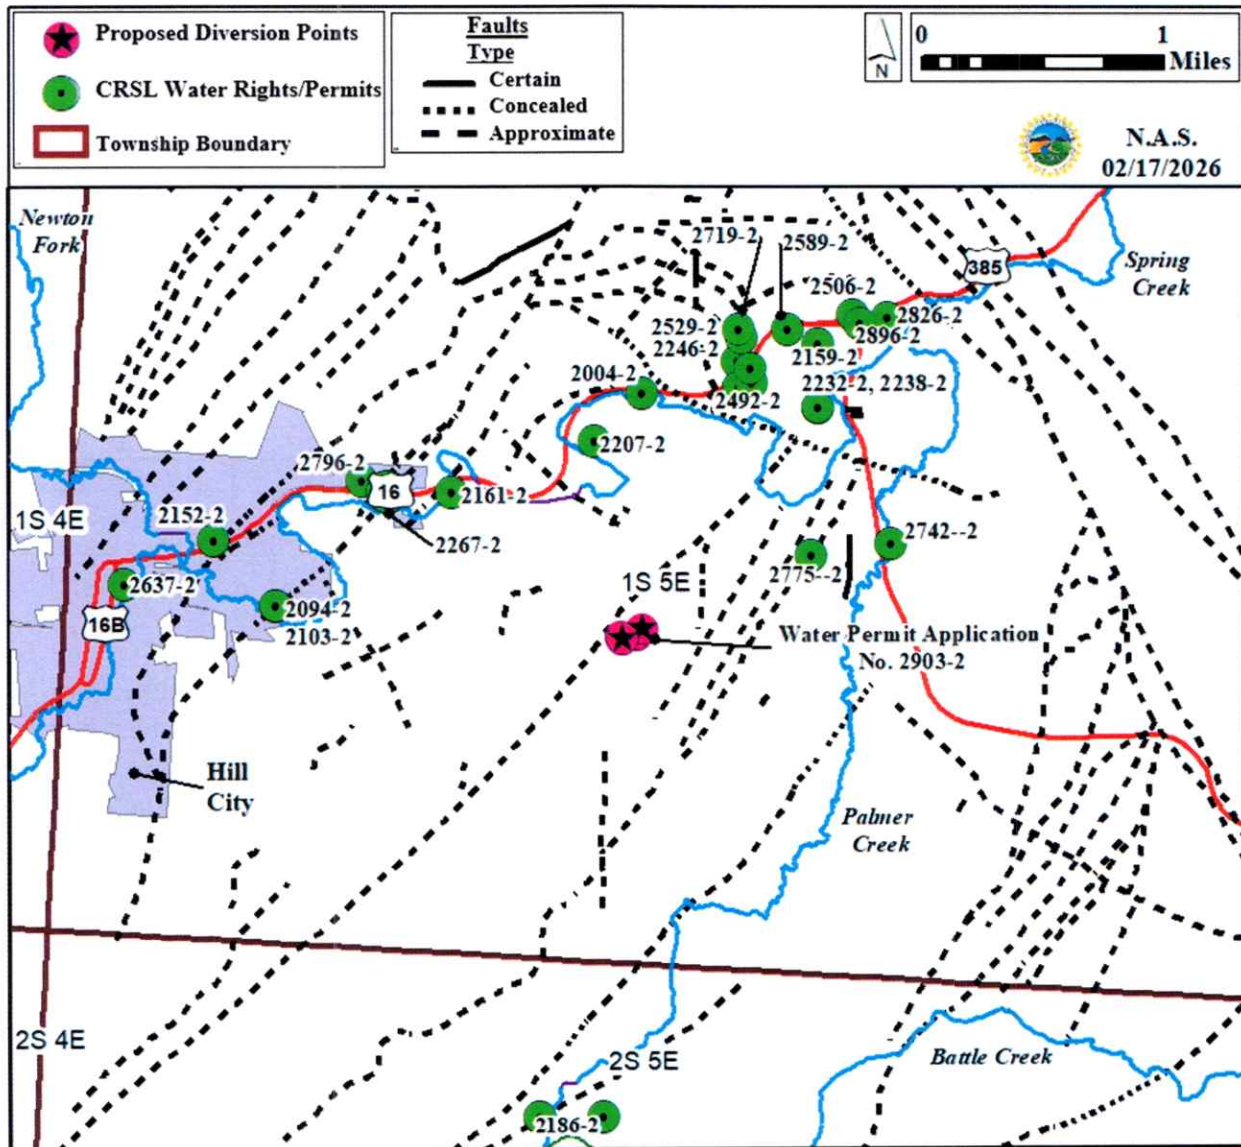 Proposed Diversion Points
CRSL Water Rights/Permits
Township Boundary
Faults
Type
Certain
Concealed
Approximate
N
0 1
Miles
N.A.S.
02/17/2026
Newton
Fork
2719-2
2589-2
385
Spring
Creek
2506-2
2826-2
2529-2
2896-2
2246-2
2159-2
2004-2
2232-2, 2238-2
2492-2
2207-2
2796-2
16
2161-2
1S 4E
2152-2
2267-2
2742--2
2637-2
1S 5E
2775--2
2094-2
2103-2
16B
Water Permit Application
No. 2903-2
Hill
City
Palmer
Creek
2S 4E
2S 5E
Battle Creek
2186-2